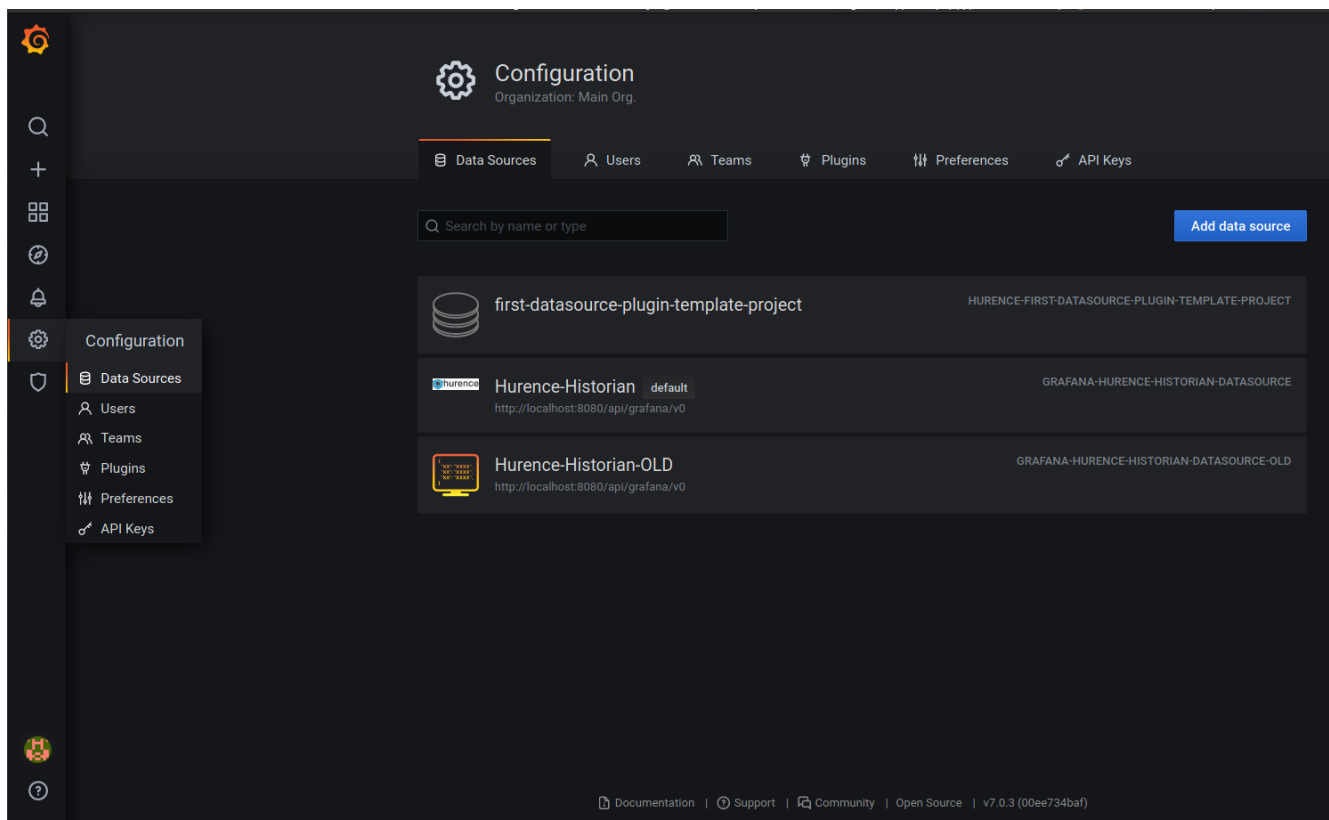 Configuration
Organization: Main Org.
Data Sources Users Teams Plugins Preferences API Keys
Search by name or type Add data source
first-datasource-plugin-template-project HURENCE-FIRST-DATASOURCE-PLUGIN-TEMPLATE-PROJECT
Configuration
Data Sources
Users
Teams
Plugins
Preferences
API Keys
hurence Hurence-Historian default GRAFANA-HURENCE-HISTORIAN-DATASOURCE
http://localhost:8080/api/grafana/v0
Hurence-Historian-OLD GRAFANA-HURENCE-HISTORIAN-DATASOURCE-OLD
http://localhost:8080/api/grafana/v0
Documentation | Support | Community | Open Source | v7.0.3 (00ee734baf)